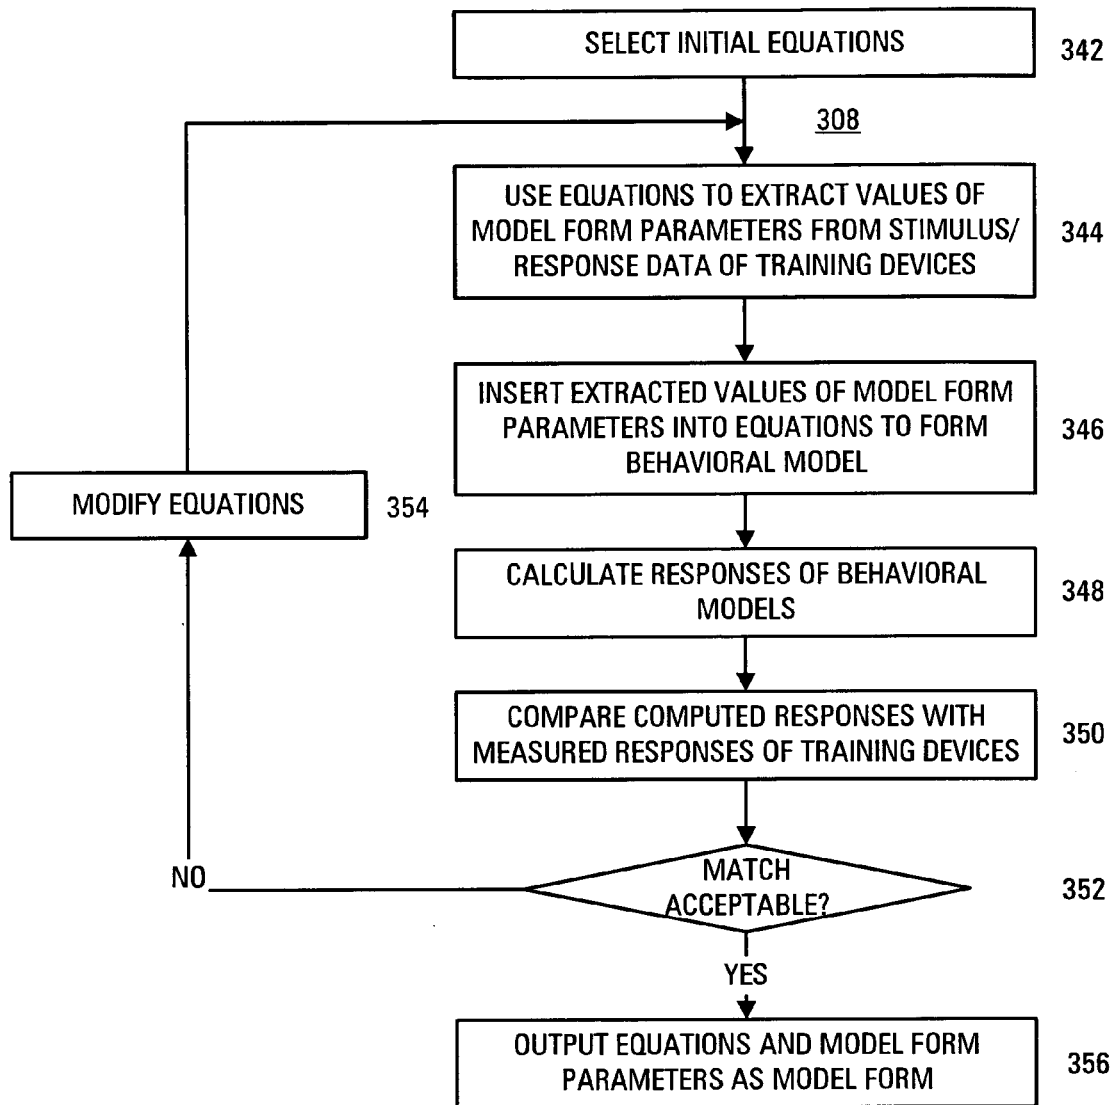 SELECT INITIAL EQUATIONS
342
308
USE EQUATIONS TO EXTRACT VALUES OF
MODEL FORM PARAMETERS FROM STIMULUS/
RESPONSE DATA OF TRAINING DEVICES
344
INSERT EXTRACTED VALUES OF MODEL FORM
PARAMETERS INTO EQUATIONS TO FORM
BEHAVIORAL MODEL
346
MODIFY EQUATIONS
354
CALCULATE RESPONSES OF BEHAVIORAL
MODELS
348
COMPARE COMPUTED RESPONSES WITH
MEASURED RESPONSES OF TRAINING DEVICES
350
MATCH
ACCEPTABLE?
352
NO
YES
OUTPUT EQUATIONS AND MODEL FORM
PARAMETERS AS MODEL FORM
356